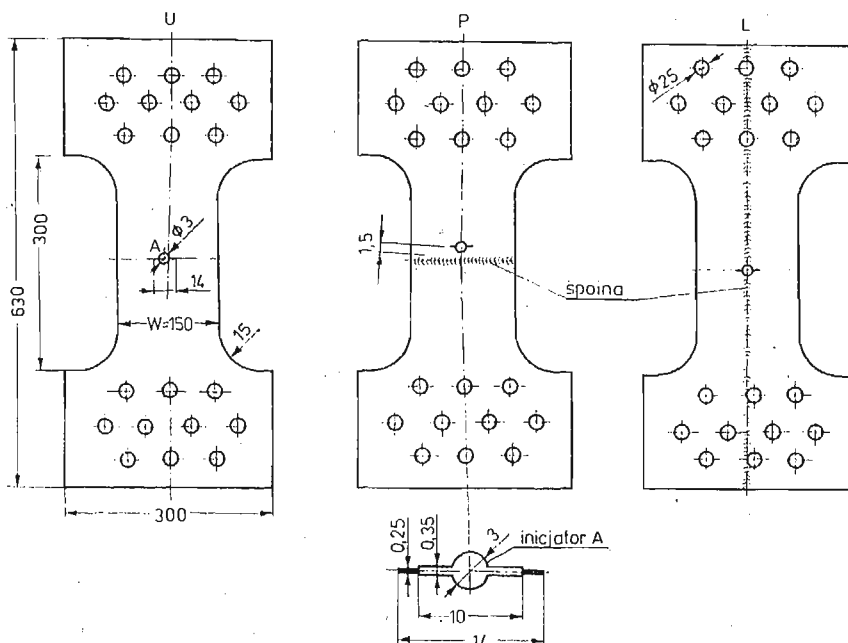 U
P
L
ϕ25
300
630
A
ϕ3
14
W=150
15
300
1,5
spoina
0,25
0,35
3
inicjator A
10
14